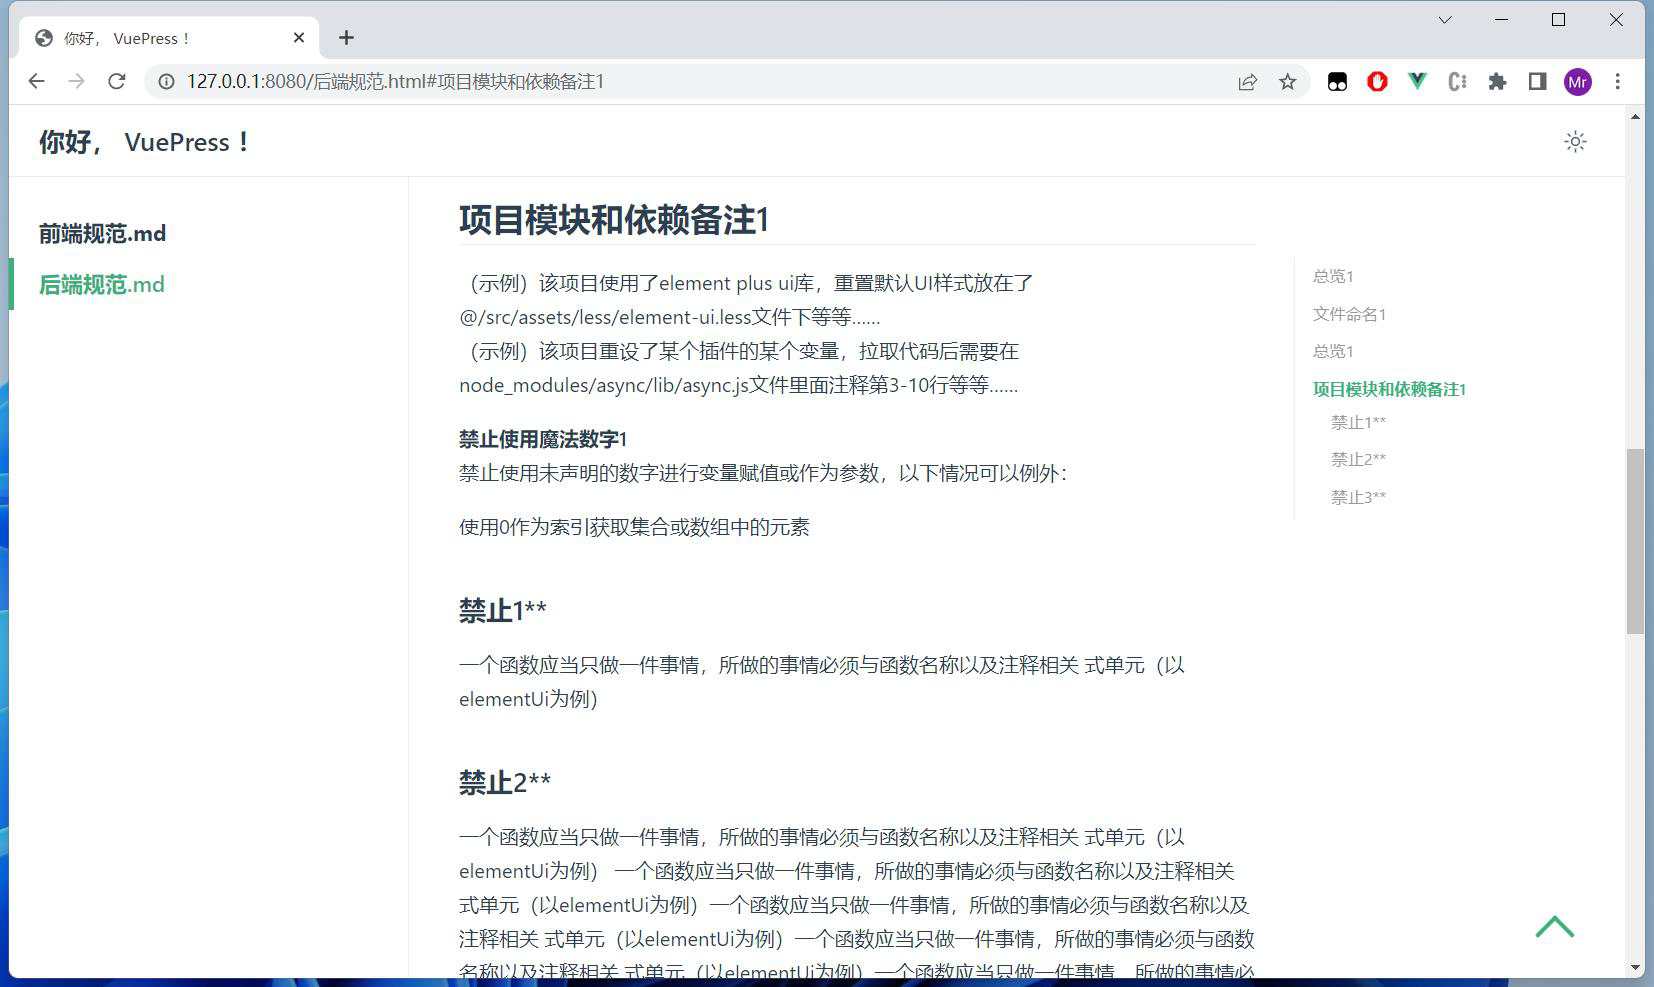 你好， VuePress！
127.0.0.1:8080/后端规范.html#项目模块和依赖备注1
Mr
你好， VuePress！
前端规范.md
后端规范.md
项目模块和依赖备注1
（示例）该项目使用了element plus ui库，重置默认UI样式放在了
@/src/assets/less/element-ui.less文件下等等……
（示例）该项目重设了某个插件的某个变量，拉取代码后需要在
node_modules/async/lib/async.js文件里面注释第3-10行等等……
禁止使用魔法数字1
禁止使用未声明的数字进行变量赋值或作为参数，以下情况可以例外：
使用0作为索引获取集合或数组中的元素
禁止1**
一个函数应当只做一件事情，所做的事情必须与函数名称以及注释相关 式单元（以
elementUi为例）
禁止2**
一个函数应当只做一件事情，所做的事情必须与函数名称以及注释相关 式单元（以
elementUi为例） 一个函数应当只做一件事情，所做的事情必须与函数名称以及注释相关
式单元（以elementUi为例）一个函数应当只做一件事情，所做的事情必须与函数名称以及
注释相关 式单元（以elementUi为例）一个函数应当只做一件事情，所做的事情必须与函数
名称以及注释相关 式单元（以elementUi为例）一个函数应当只做一件事情，所做的事情必
总览1
文件命名1
总览1
项目模块和依赖备注1
禁止1**
禁止2**
禁止3**